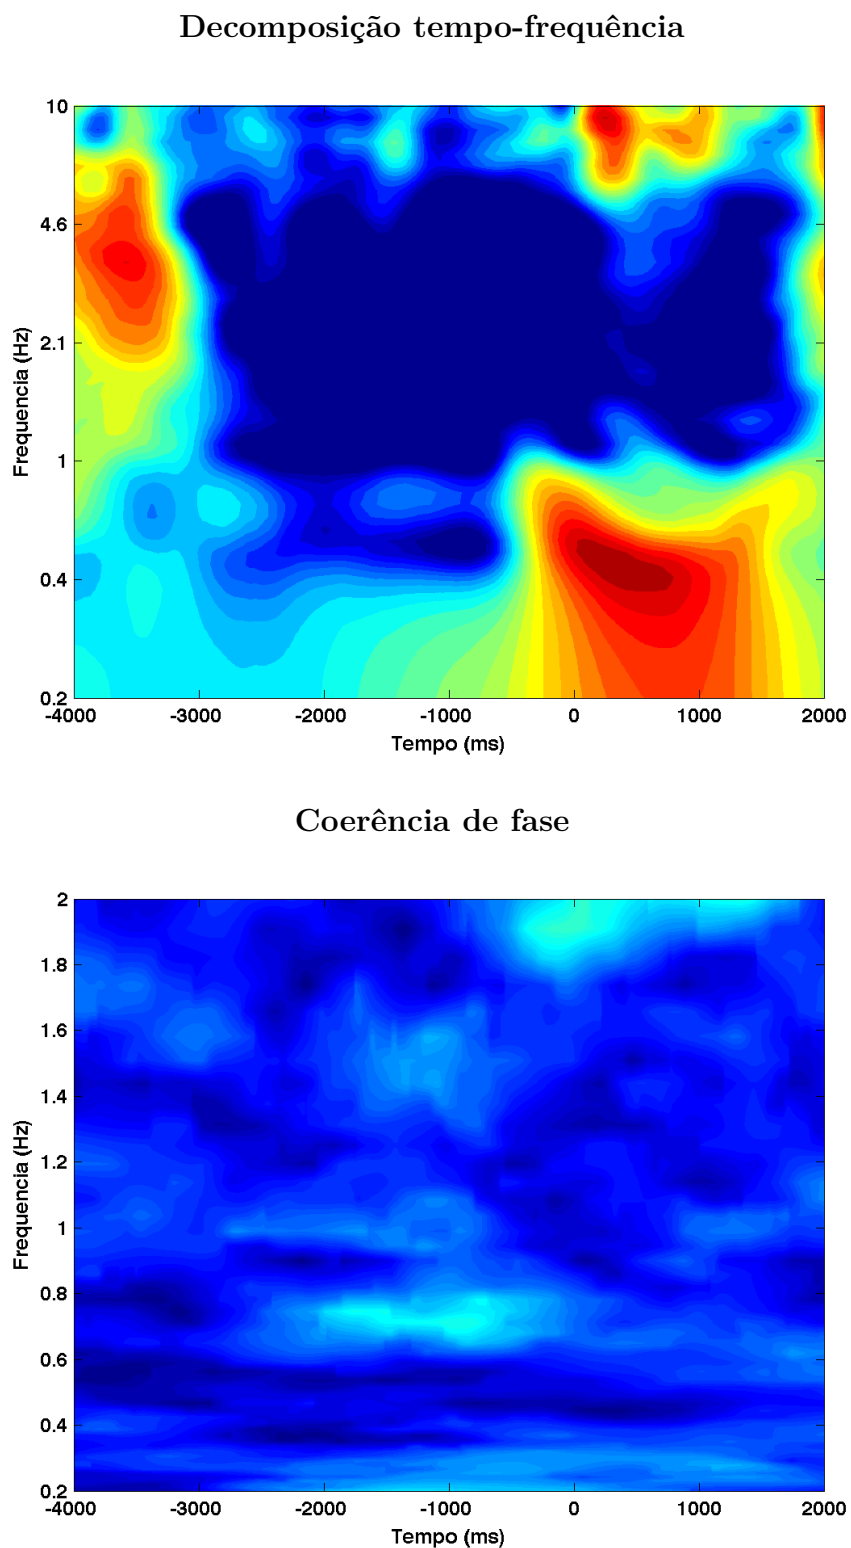 Decomposição tempo-frequência
10
4.6
2.1
1
0.4
0.2
Frequencia (Hz)
-4000 -3000 -2000 -1000 0 1000 2000
Tempo (ms)
Coerência de fase
2
1.8
1.6
1.4
1.2
1
0.8
0.6
0.4
0.2
Frequencia (Hz)
-4000 -3000 -2000 -1000 0 1000 2000
Tempo (ms)